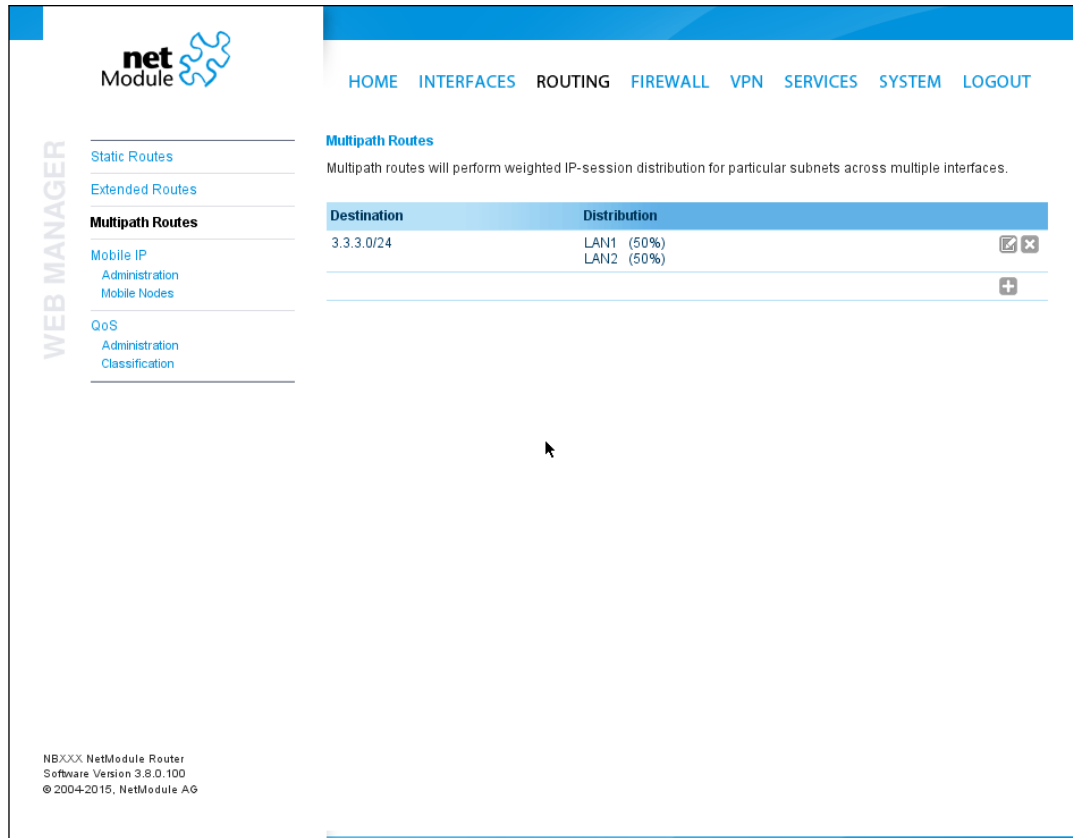 net
Module
HOME INTERFACES ROUTING FIREWALL VPN SERVICES SYSTEM LOGOUT
WEB MANAGER
Static Routes
Extended Routes
Multipath Routes
Mobile IP
Administration
Mobile Nodes
QoS
Administration
Classification
Multipath Routes
Multipath routes will perform weighted IP-session distribution for particular subnets across multiple interfaces.
Destination Distribution
3.3.3.0/24 LAN1 (50%)
LAN2 (50%)
NBXXX NetModule Router
Software Version 3.8.0.100
© 2004-2015, NetModule AG